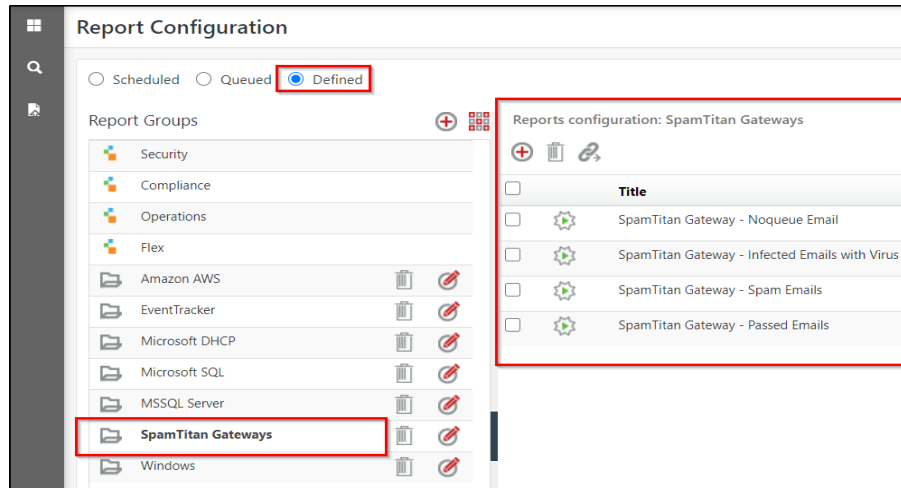 Report Configuration
Scheduled Queued Defined
Report Groups
Security
Compliance
Operations
Flex
Amazon AWS
EventTracker
Microsoft DHCP
Microsoft SQL
MSSQL Server
SpamTitan Gateways
Windows
Reports configuration: SpamTitan Gateways
Title
SpamTitan Gateway - Noqueue Email
SpamTitan Gateway - Infected Emails with Virus
SpamTitan Gateway - Spam Emails
SpamTitan Gateway - Passed Emails